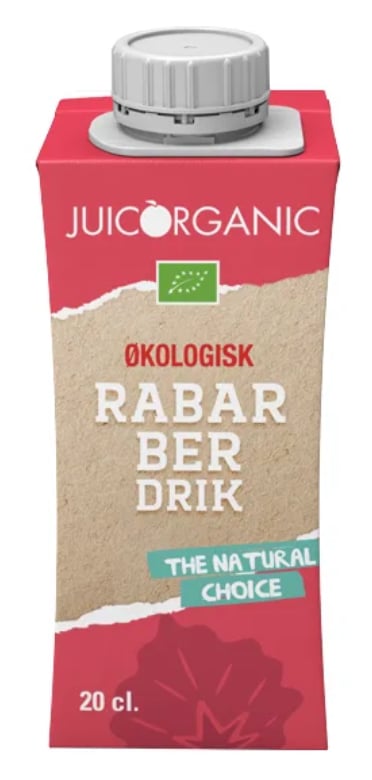 JUICORGANIC
ØKOLOGISK
RABAR
BER
DRIK
THE NATURAL
CHOICE
20 cl.